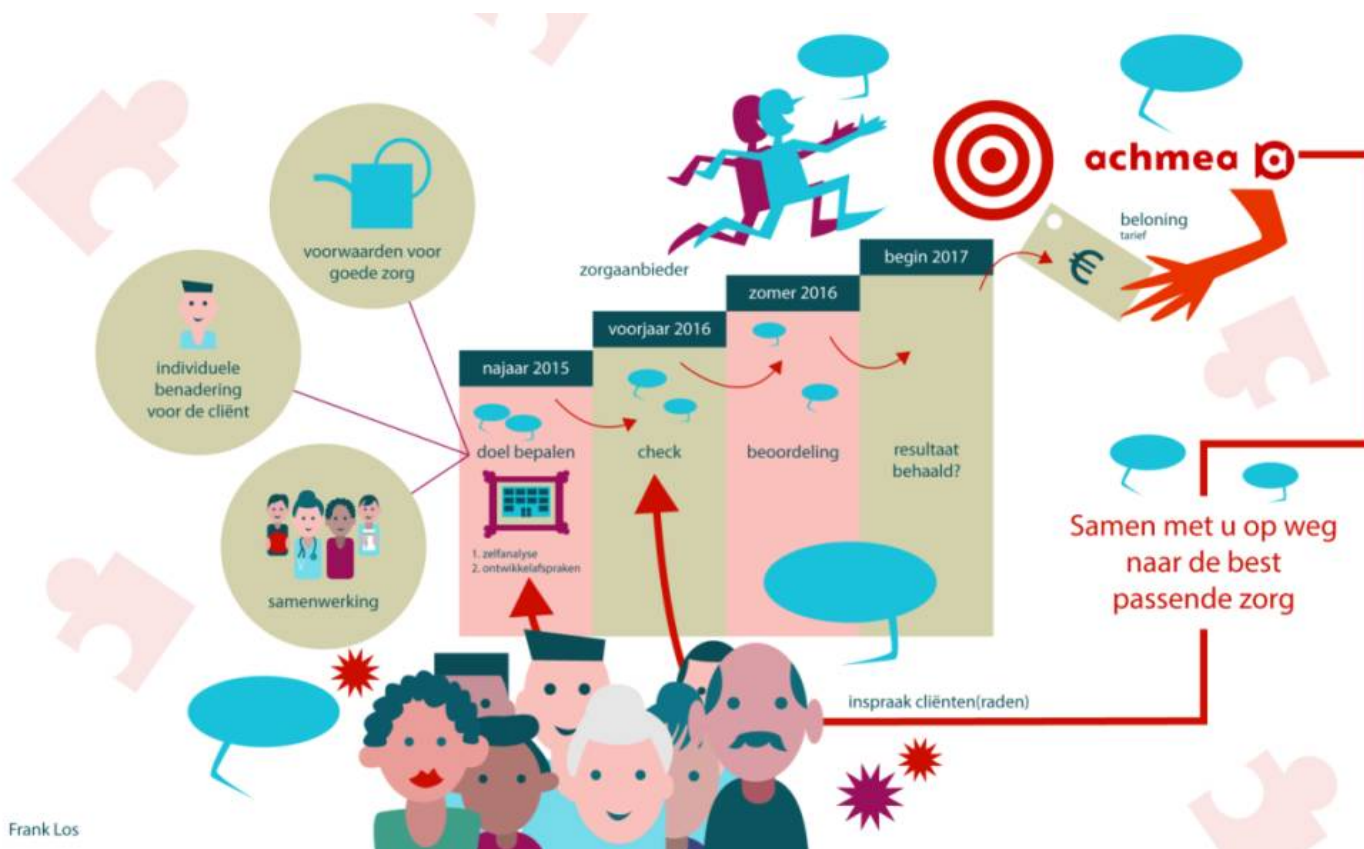 voorwaarden voor
goede zorg
individuele
benadering
voor de cliënt
samenwerking
zorgaanbieder
najaar 2015
doel bepalen
1. zelfanalyse
2. ontwikkelafspraken
voorjaar 2016
check
zomer 2016
beoordeling
begin 2017
resultaat
behaald?
achmea
beloning
tarief
€
Samen met u op weg
naar de best
passende zorg
inspraak cliënten(raden)
Frank Los